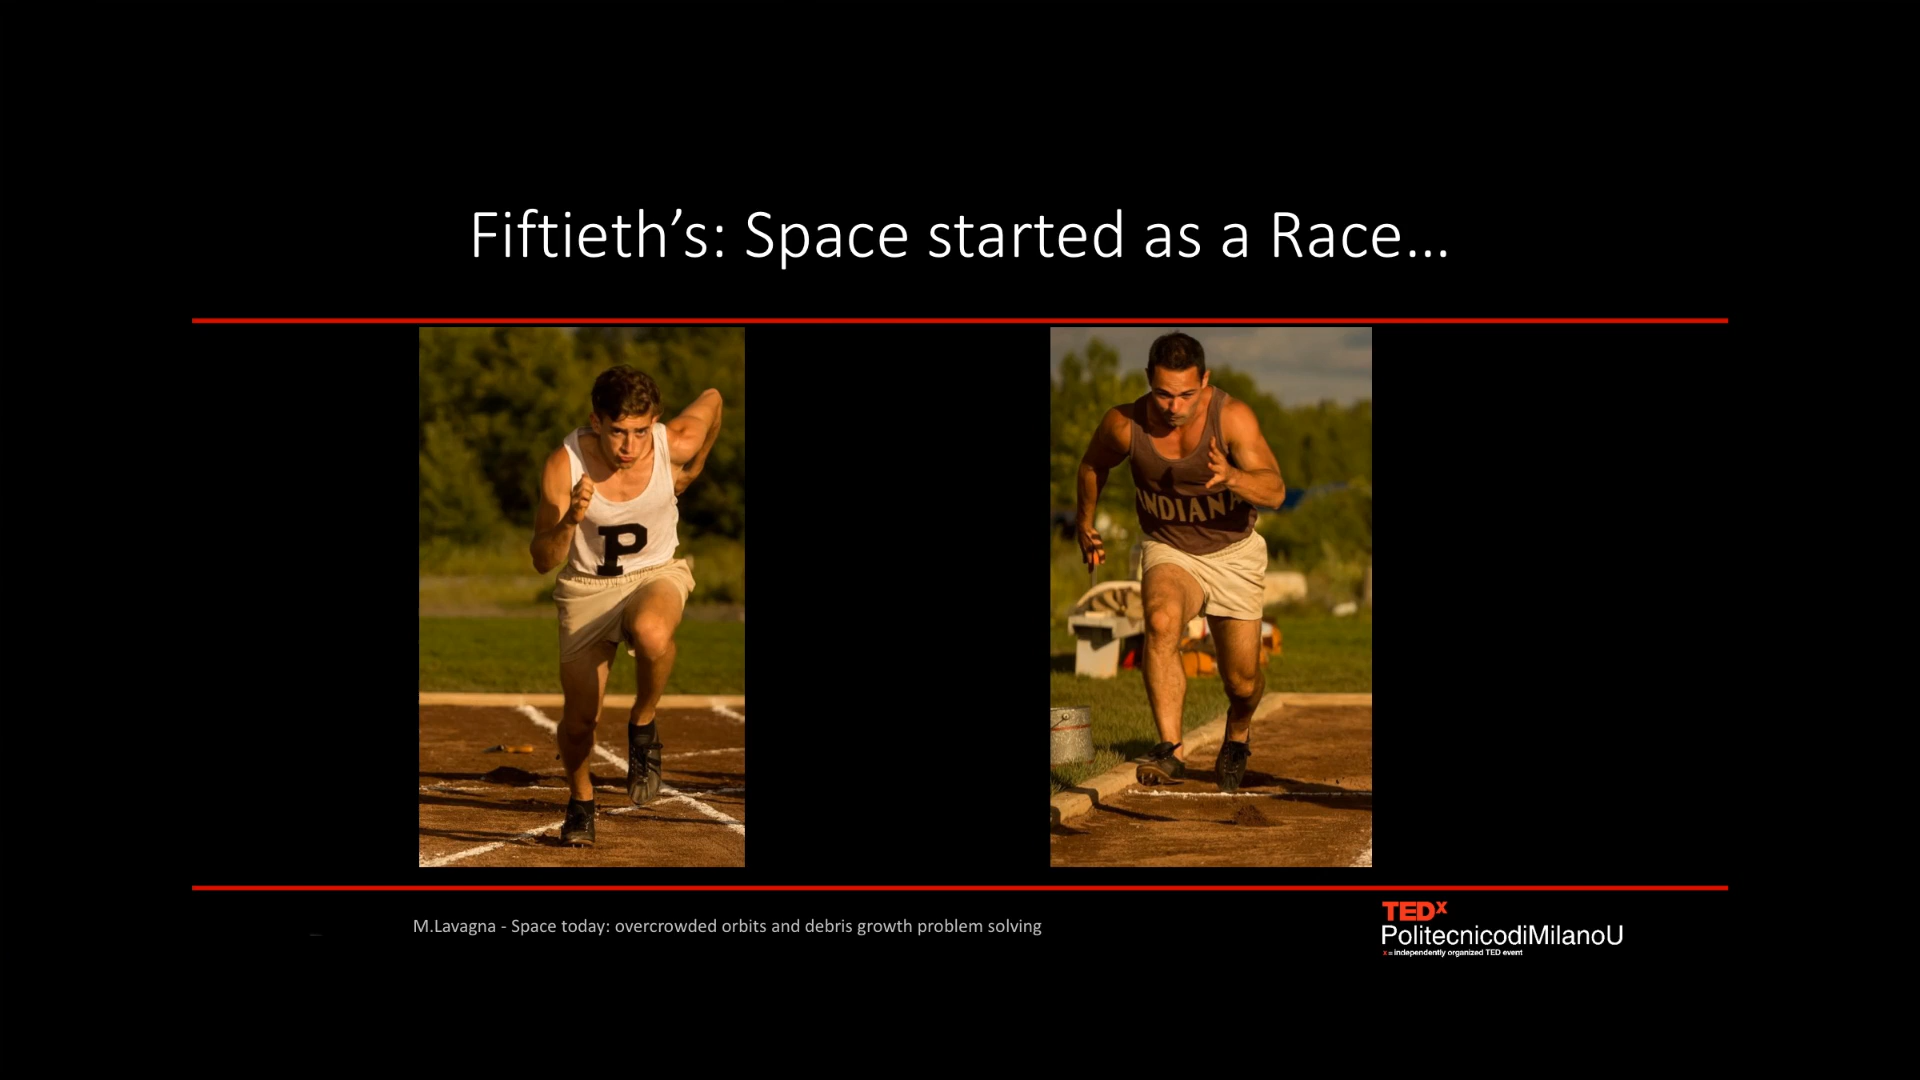 Fiftieth’s: Space started as a Race…
P
INDIANA
M.Lavagna - Space today: overcrowded orbits and debris growth problem solving
TEDx
PolitecnicodiMilanoU
x = independently organized TED event